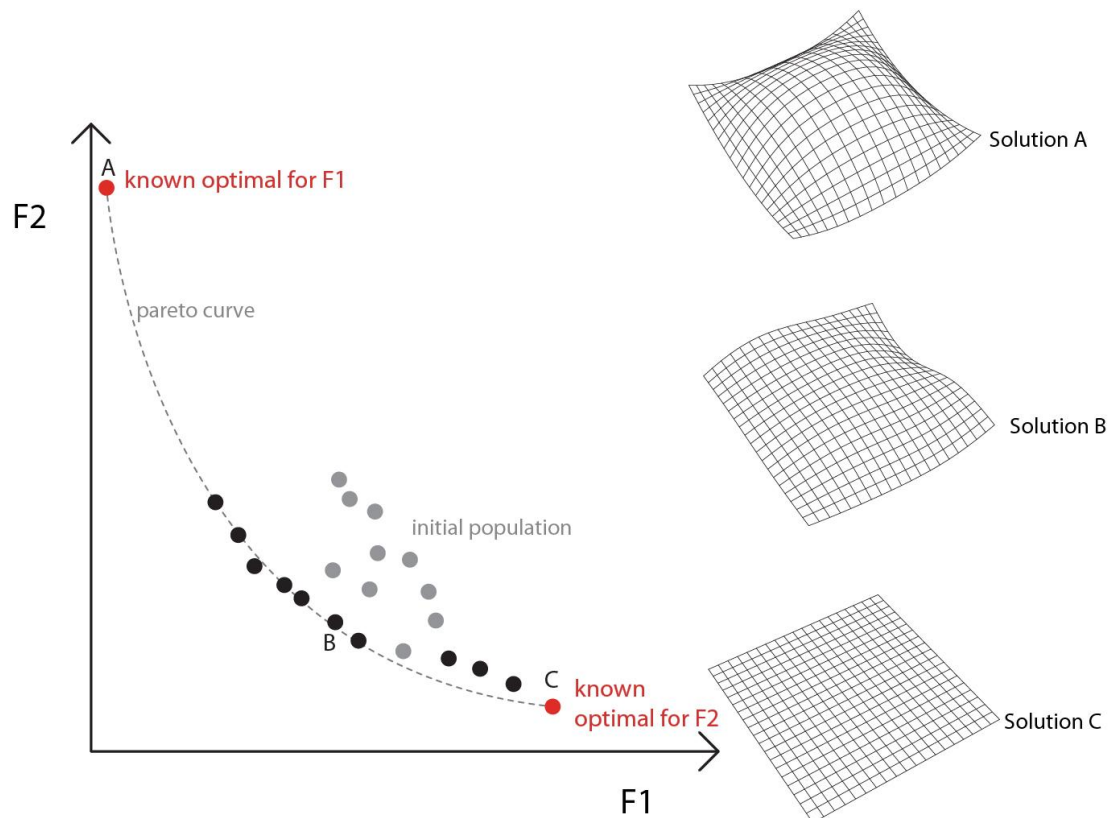 Solution A
A
known optimal for F1
F2
pareto curve
Solution B
initial population
B
C
known
optimal for F2
Solution C
F1